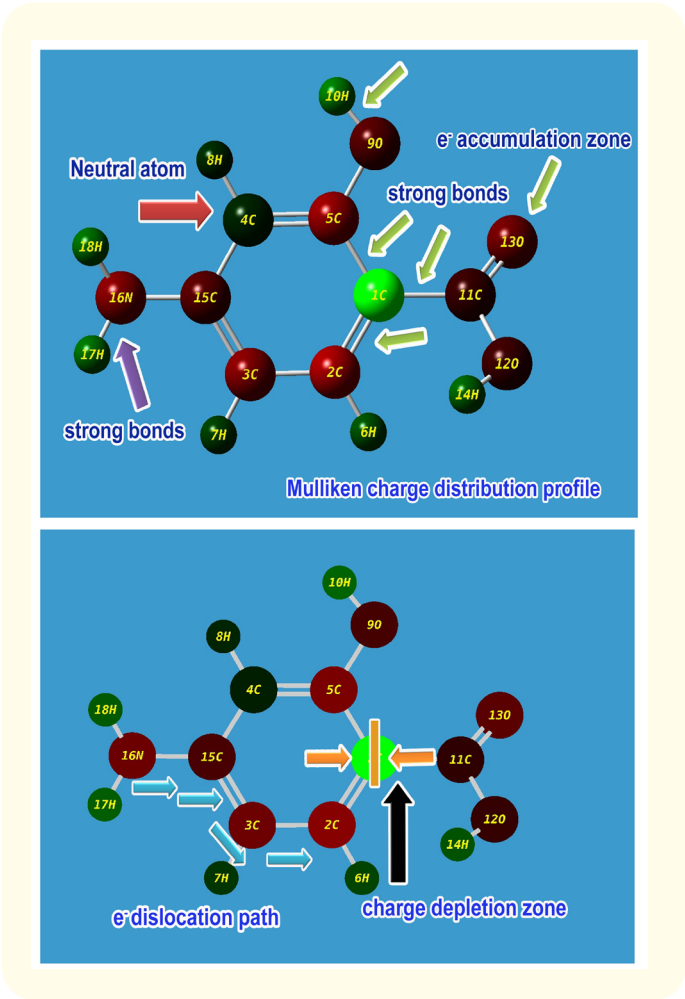 10H
9O
e- accumulation zone
8H
Neutral atom
strong bonds
4C
5C
13O
18H
16N
15C
1C
11C
17H
3C
2C
12O
14H
strong bonds
7H
6H
Mulliken charge distribution profile
10H
9O
8H
4C
5C
18H
13O
16N
15C
11C
17H
3C
2C
12O
14H
7H
6H
e- dislocation path
charge depletion zone